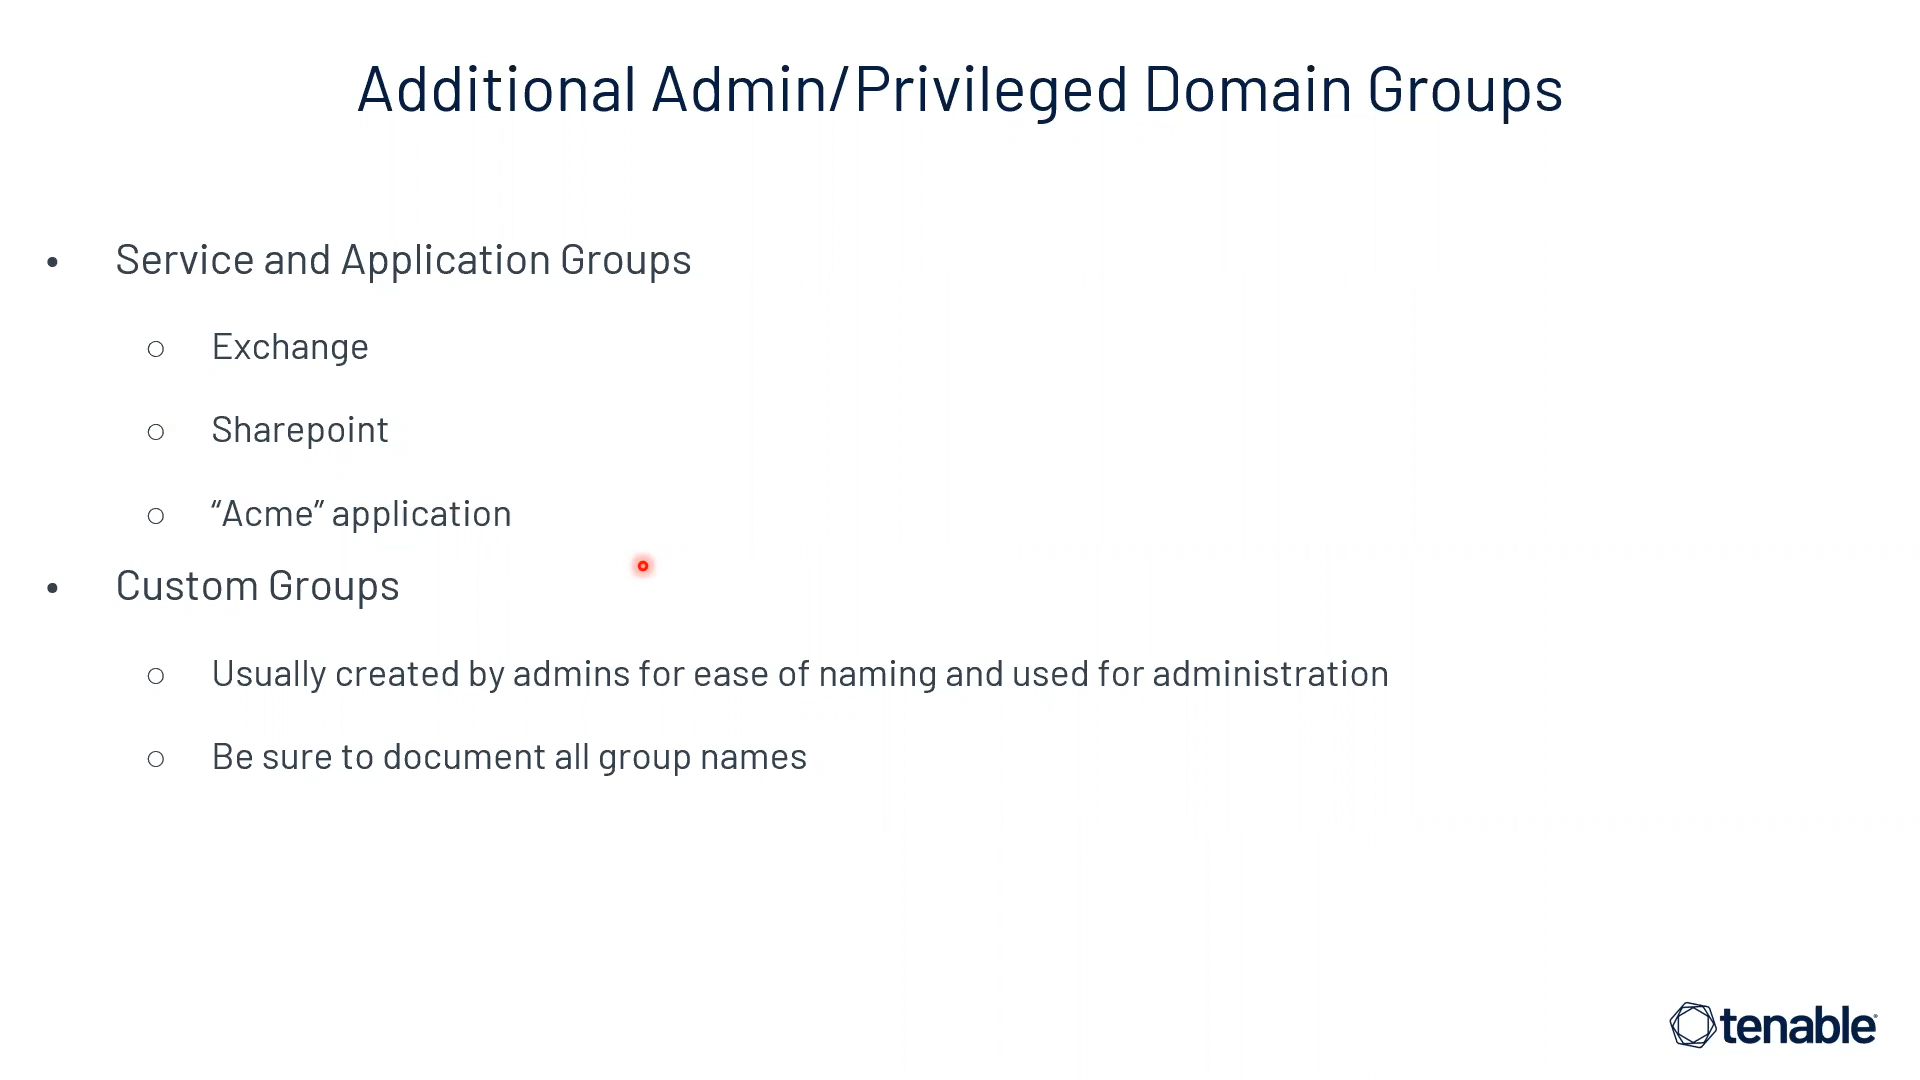 Additional Admin/Privileged Domain Groups
• Service and Application Groups
○ Exchange
○ Sharepoint
○ “Acme” application
• Custom Groups
○ Usually created by admins for ease of naming and used for administration
○ Be sure to document all group names
tenable